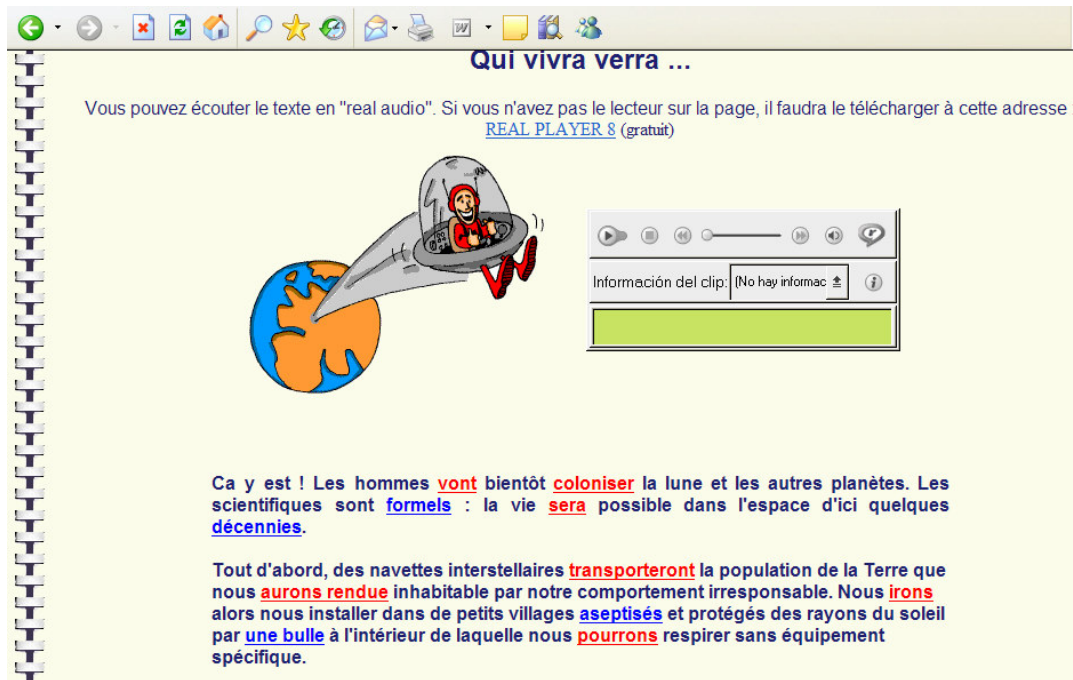 Qui vivra verra ...
Vous pouvez écouter le texte en "real audio". Si vous n'avez pas le lecteur sur la page, il faudra le télécharger à cette adresse :
REAL PLAYER 8 (gratuit)
Información del clip: (No hay informac
Ca y est ! Les hommes vont bientôt coloniser la lune et les autres planètes. Les
scientifiques sont formels : la vie sera possible dans l'espace d'ici quelques
décennies.
Tout d'abord, des navettes interstellaires transporteront la population de la Terre que
nous aurons rendue inhabitable par notre comportement irresponsable. Nous irons
alors nous installer dans de petits villages aseptisés et protégés des rayons du soleil
par une bulle à l'intérieur de laquelle nous pourrons respirer sans équipement
spécifique.